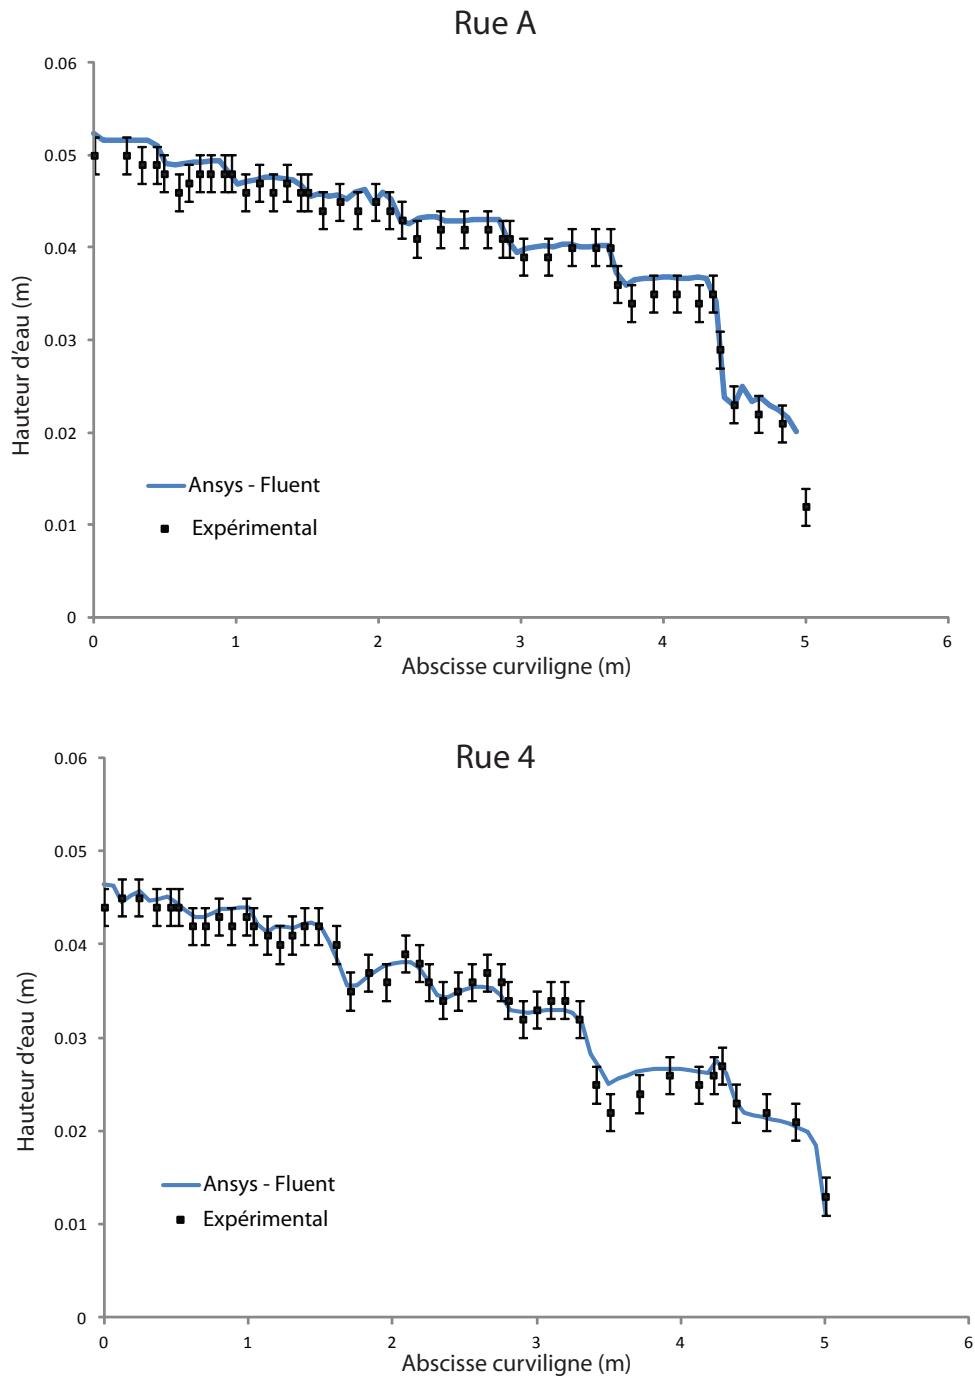 Rue A
0.06
0.05
0.04
0.03
0.02
0.01
0
Hauteur d'eau (m)
Ansys - Fluent
Expérimental
0 1 2 3 4 5 6
Abscisse curviligne (m)
Rue 4
0.06
0.05
0.04
0.03
0.02
0.01
0
Hauteur d'eau (m)
Ansys - Fluent
Expérimental
0 1 2 3 4 5 6
Abscisse curviligne (m)